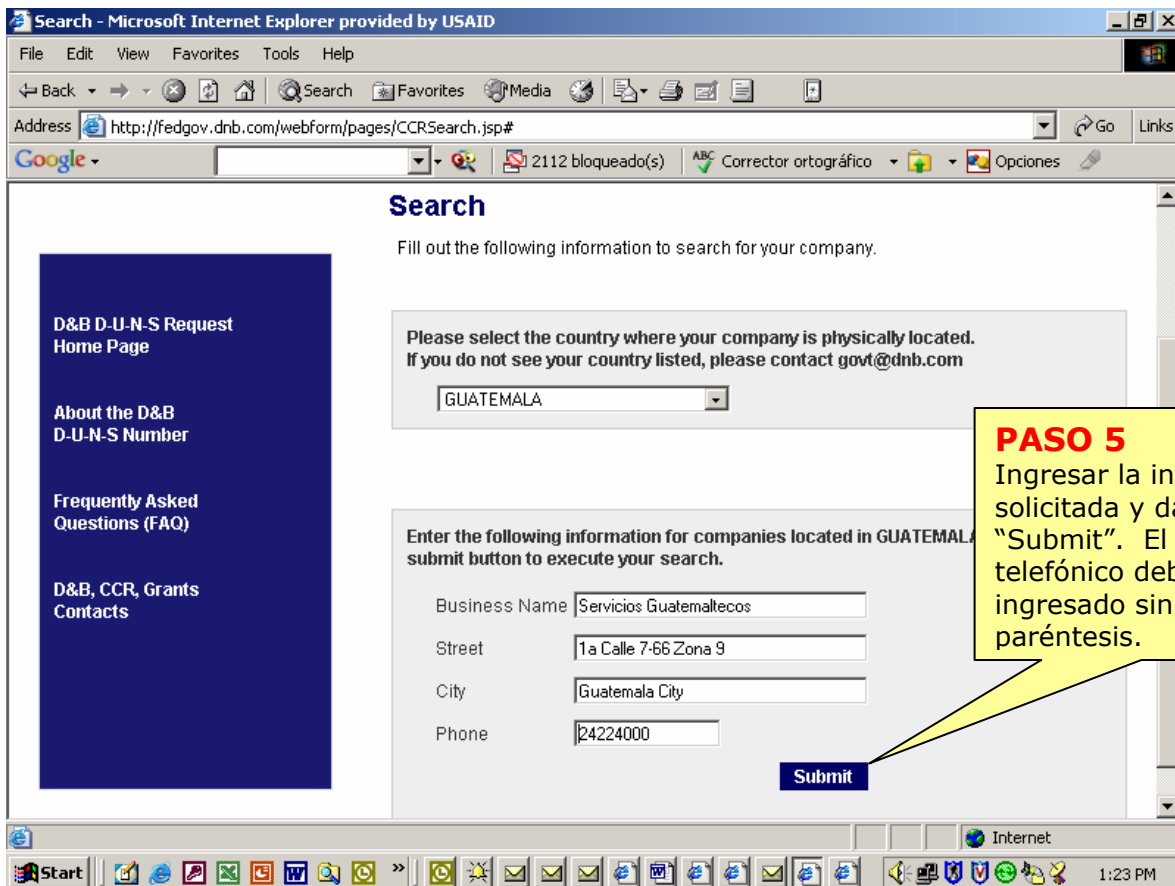 Search - Microsoft Internet Explorer provided by USAID
File Edit View Favorites Tools Help
Back Search Favorites Media
Address http://fedgov.dnb.com/webform/pages/CCRSearch.jsp# Go Links
Google 2112 bloqueado(s) ABC Corrector ortográfico Opciones
Search
Fill out the following information to search for your company.
D&B D-U-N-S Request
Home Page
About the D&B
D-U-N-S Number
Frequently Asked
Questions (FAQ)
D&B, CCR, Grants
Contacts
Please select the country where your company is physically located.
If you do not see your country listed, please contact govt@dnb.com
GUATEMALA
Enter the following information for companies located in GUATEMALA
submit button to execute your search.
Business Name Servicios Guatemaltecos
Street 1a Calle 7-66 Zona 9
City Guatemala City
Phone 24224000
Submit
PASO 5
Ingresar la in
solicitada y da
“Submit”. El
telefónico deb
ingresado sin
paréntesis.
Internet
Start 1:23 PM